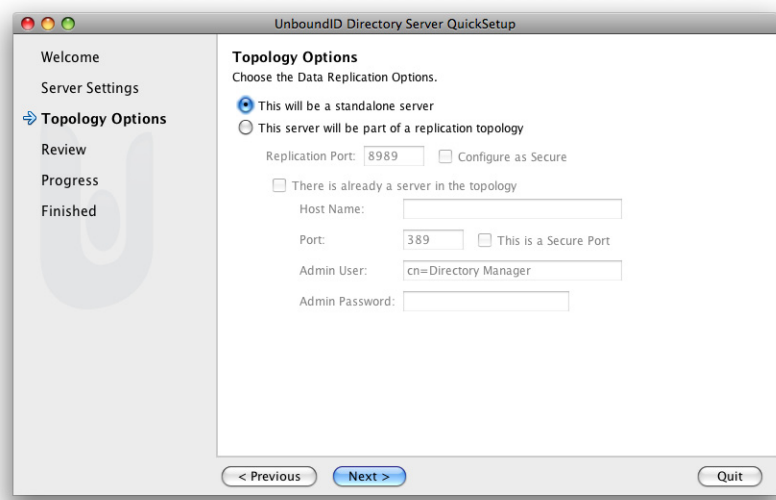 UnboundID Directory Server QuickSetup
Welcome
Server Settings
Topology Options
Review
Progress
Finished
Topology Options
Choose the Data Replication Options.
This will be a standalone server
This server will be part of a replication topology
Replication Port: 8989 Configure as Secure
There is already a server in the topology
Host Name:
Port: 389 This is a Secure Port
Admin User: cn=Directory Manager
Admin Password:
< Previous Next > Quit